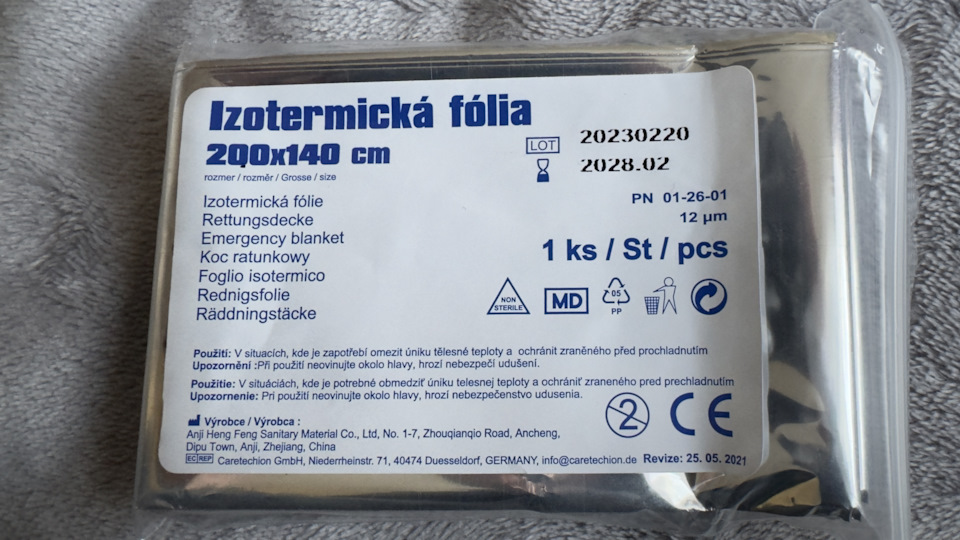 Izotermická fólia
200x140 cm
rozmer / rozměr / Grosse / size
LOT 20230220
2028.02
PN 01-26-01
12 µm
1 ks / St / pcs
Izotermická fólie
Rettungsdecke
Emergency blanket
Koc ratunkowy
Foglio isotermico
Rednigsfolie
Räddningstäcke
NON
STERILE
MD
05
PP
Použití: V situacích, kde je zapotřebí omezit úniku tělesné teploty a ochránit zraněného před prochladnutím
Upozornění :Při použití neovinujte okolo hlavy, hrozí nebezpečí udušení.
Použitie: V situáciách, kde je potrebné obmedziť úniku telesnej teploty a ochrániť zraneného pred prechladnutím
Upozornenie: Pri použití neovinujte okolo hlavy, hrozí nebezpečenstvo udusenia.
2
CE
Výrobce / Výrobca :
Anji Heng Feng Sanitary Material Co., Ltd, No. 1-7, Zhouqianqio Road, Ancheng,
Dipu Town, Anji, Zhejiang, China
EC REP Caretechion GmbH, Niederrheinstr. 71, 40474 Duesseldorf, GERMANY, info@caretechion.de Revize: 25. 05. 2021